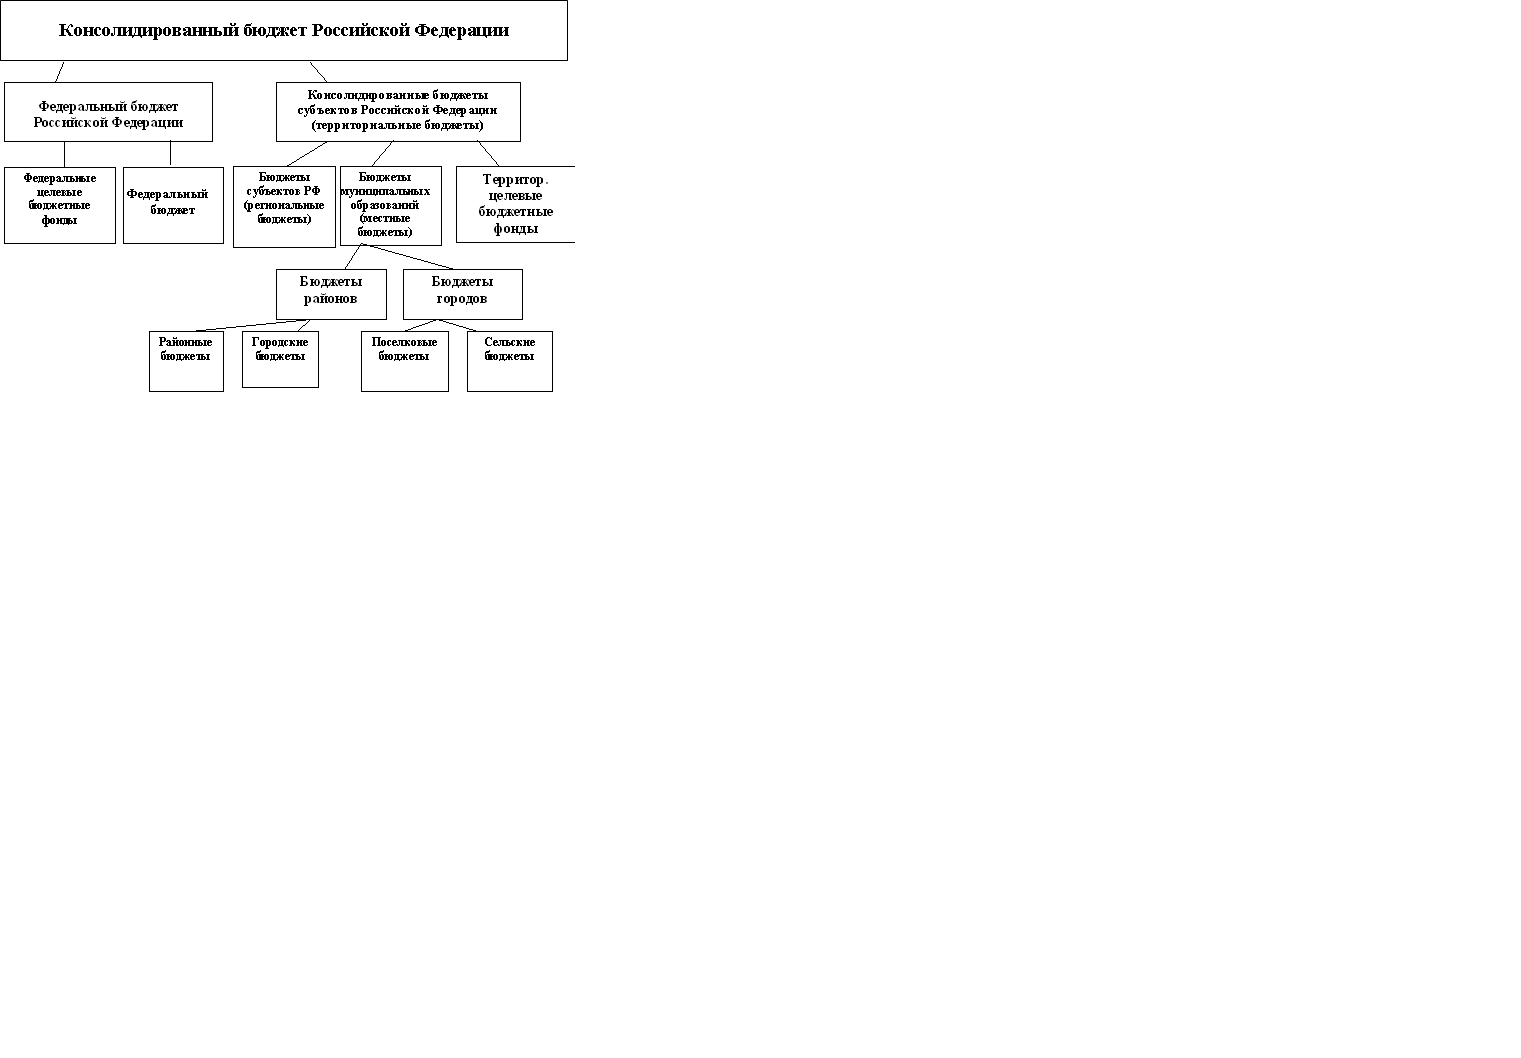 Консолидированный бюджет Российской Федерации
Федеральный бюджет
Российской Федерации
Консолидированные бюджеты
субъектов Российской Федерации
(территориальные бюджеты)
Федеральные
целевые
бюджетные
фонды
Федеральный
бюджет
Бюджеты
субъектов РФ
(региональные
бюджеты)
Бюджеты
муниципальных
образований
(местные
бюджеты)
Территор.
целевые
бюджетные
фонды
Бюджеты
районов
Бюджеты
городов
Районные
бюджеты
Городские
бюджеты
Поселковые
бюджеты
Сельские
бюджеты